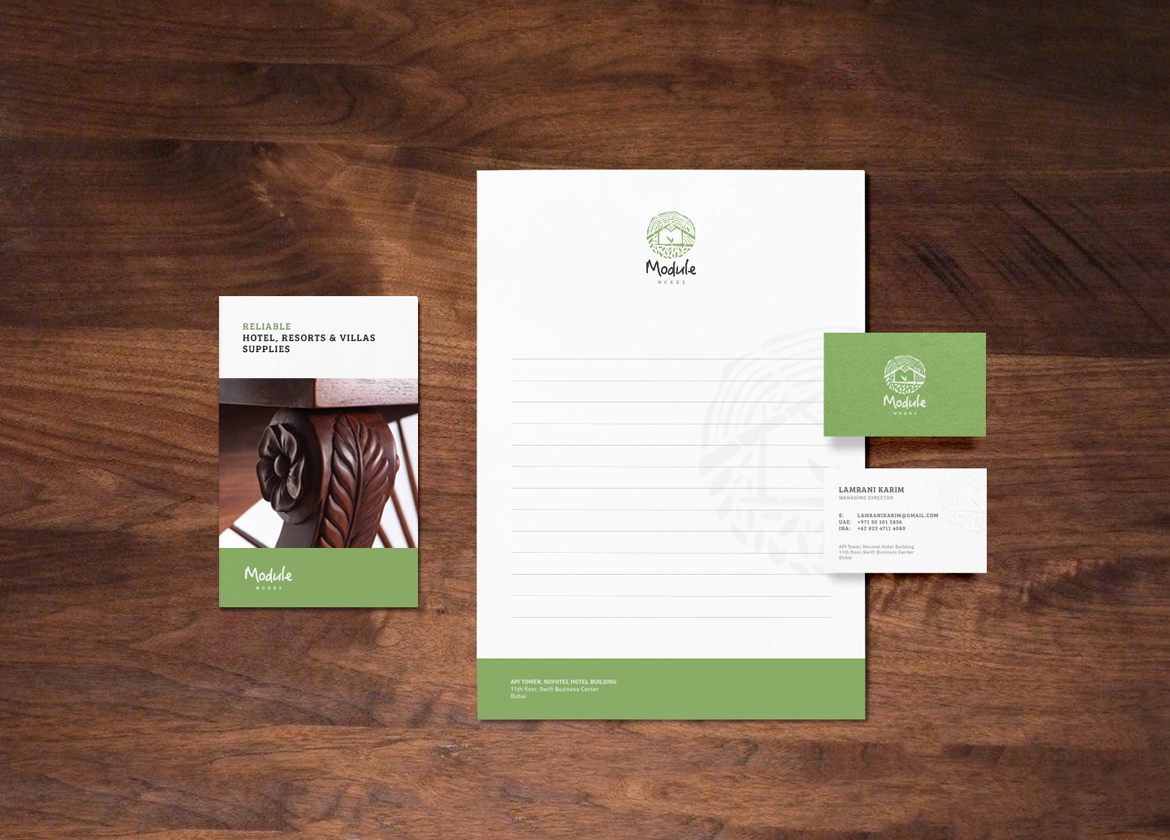 RELIABLE
HOTEL, RESORTS & VILLAS
SUPPLIES
Module
WORKS
Module
WORKS
API TOWER, NOVOTEL HOTEL BUILDING
11th floor, Swift Business Center
Dubai
Module
WORKS
LAMRANI KARIM
MANAGING DIRECTOR
E: LAMRANIKARIM@GMAIL.COM
UAE: +971 50 101 3836
INA: +62 822 4711 4080
API Tower, Novotel Hotel Building
11th floor, Swift Business Center
Dubai